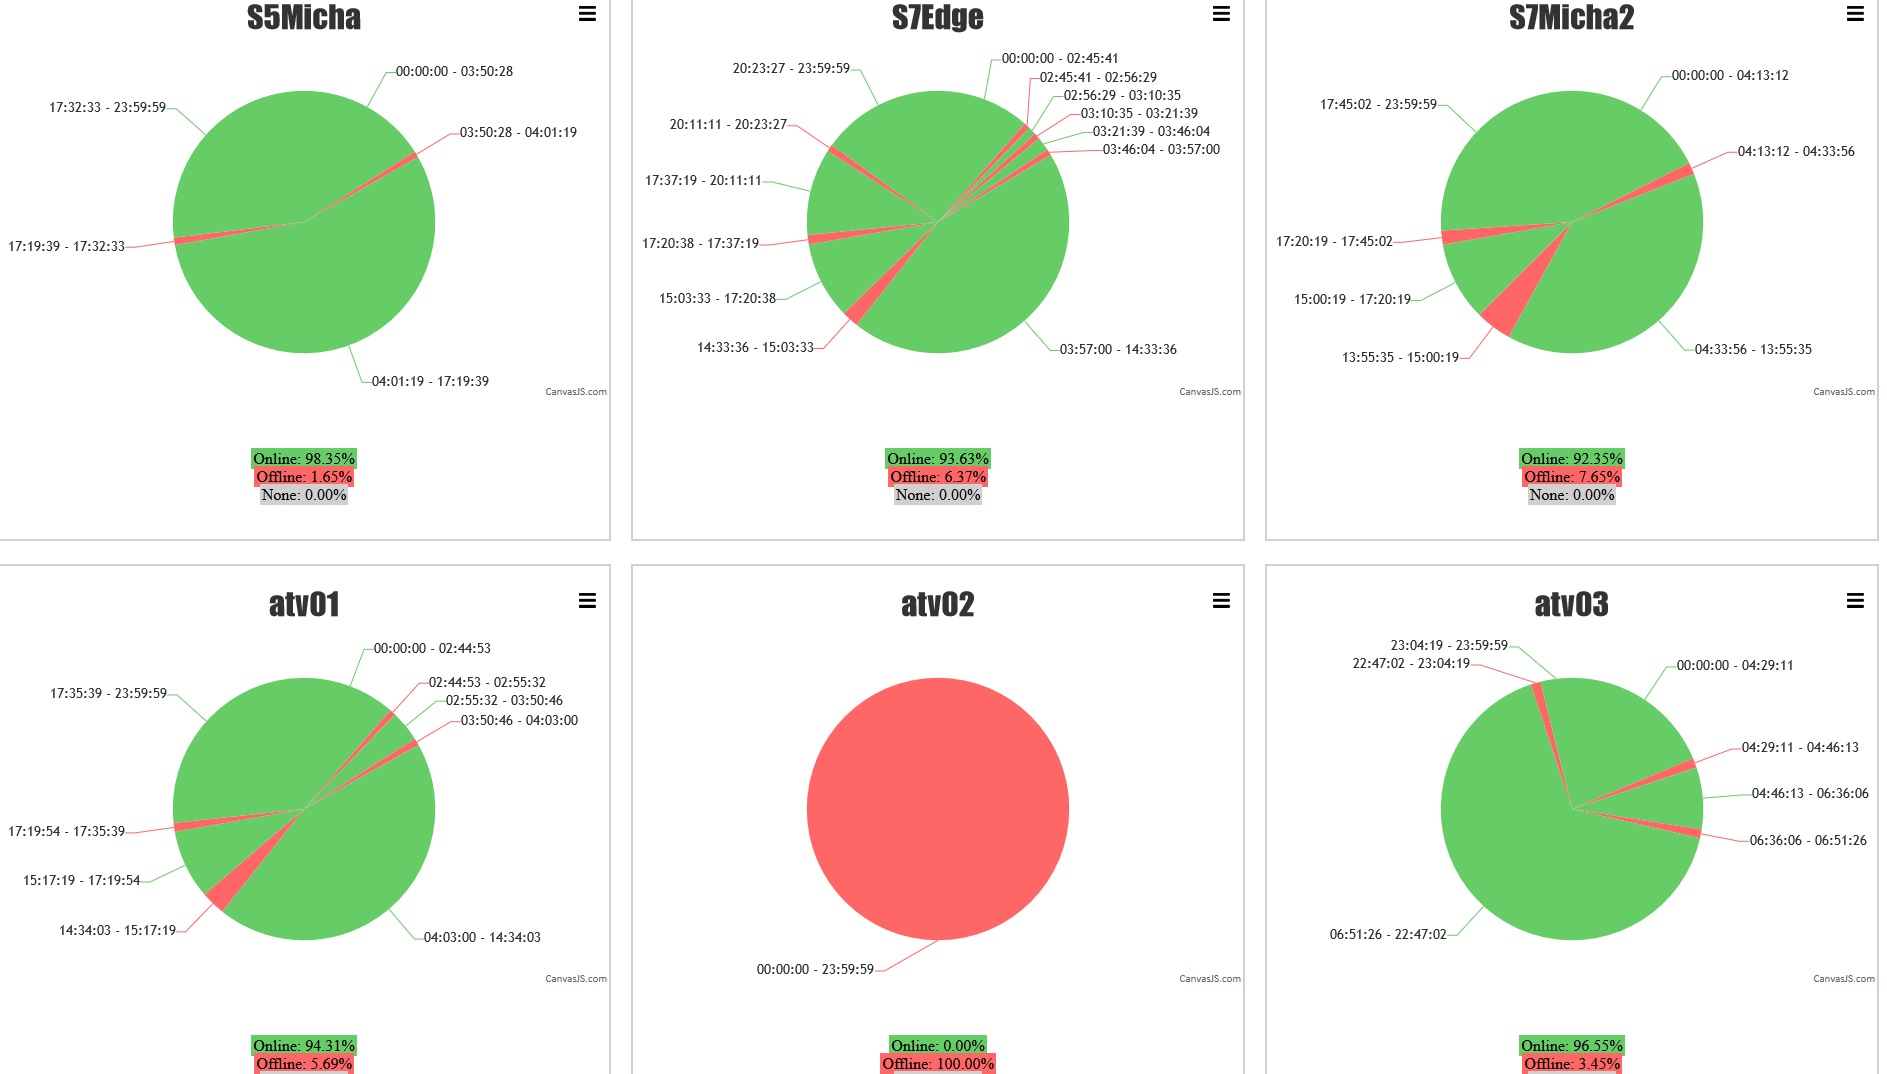 S5Micha
00:00:00 - 03:50:28
17:32:33 - 23:59:59
03:50:28 - 04:01:19
17:19:39 - 17:32:33
04:01:19 - 17:19:39
CanvasJS.com
Online: 98.35%
Offline: 1.65%
None: 0.00%
S7Edge
00:00:00 - 02:45:41
20:23:27 - 23:59:59
02:45:41 - 02:56:29
02:56:29 - 03:10:35
03:10:35 - 03:21:39
20:11:11 - 20:23:27
03:21:39 - 03:46:04
03:46:04 - 03:57:00
17:37:19 - 20:11:11
17:20:38 - 17:37:19
15:03:33 - 17:20:38
14:33:36 - 15:03:33
03:57:00 - 14:33:36
CanvasJS.com
Online: 93.63%
Offline: 6.37%
None: 0.00%
S7Micha2
00:00:00 - 04:13:12
17:45:02 - 23:59:59
04:13:12 - 04:33:56
17:20:19 - 17:45:02
15:00:19 - 17:20:19
04:33:56 - 13:55:35
13:55:35 - 15:00:19
CanvasJS.com
Online: 92.35%
Offline: 7.65%
None: 0.00%
atv01
00:00:00 - 02:44:53
02:44:53 - 02:55:32
17:35:39 - 23:59:59
02:55:32 - 03:50:46
03:50:46 - 04:03:00
17:19:54 - 17:35:39
15:17:19 - 17:19:54
14:34:03 - 15:17:19
04:03:00 - 14:34:03
CanvasJS.com
Online: 94.31%
Offline: 5.69%
atv02
00:00:00 - 23:59:59
CanvasJS.com
Online: 0.00%
Offline: 100.00%
atv03
23:04:19 - 23:59:59
22:47:02 - 23:04:19
00:00:00 - 04:29:11
04:29:11 - 04:46:13
04:46:13 - 06:36:06
06:36:06 - 06:51:26
06:51:26 - 22:47:02
CanvasJS.com
Online: 96.55%
Offline: 3.45%